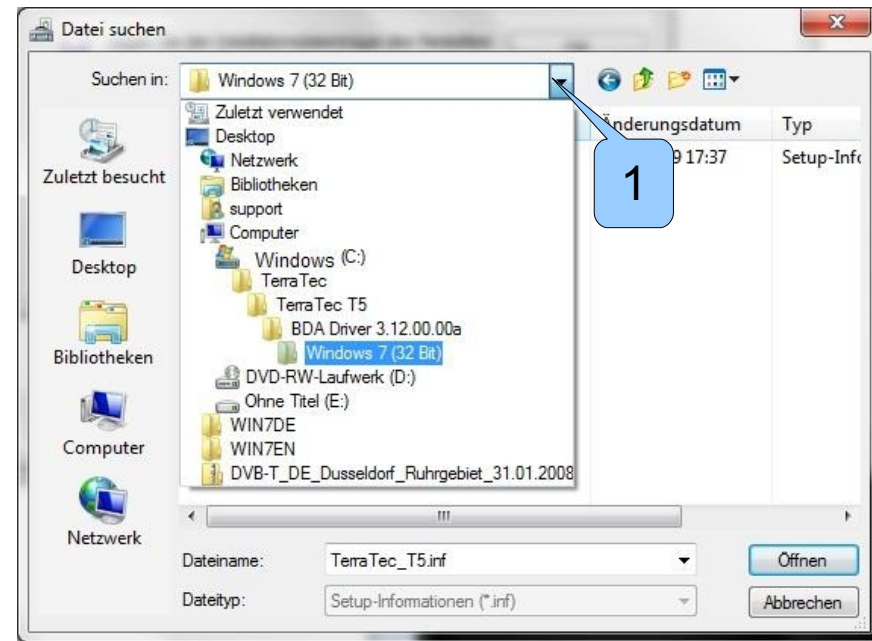 Datei suchen
Suchen in:
Windows 7 (32 Bit)
Zuletzt verwendet
Desktop
Netzwerk
Bibliotheken
support
Computer
Windows (C:)
TerraTec
TerraTec T5
BDA Driver 3.12.00.00a
Windows 7 (32 Bit)
DVD-RW-Laufwerk (D:)
Ohne Titel (E:)
WIN7DE
WIN7EN
DVB-T_DE_Dusseldorf_Ruhrgebiet_31.01.2008
Änderungsdatum Typ
9 17:37 Setup-Info
1
Zuletzt besucht
Desktop
Bibliotheken
Computer
Netzwerk
Dateiname: TerraTec_T5.inf Öffnen
Dateityp: Setup-Informationen (*.inf) Abbrechen